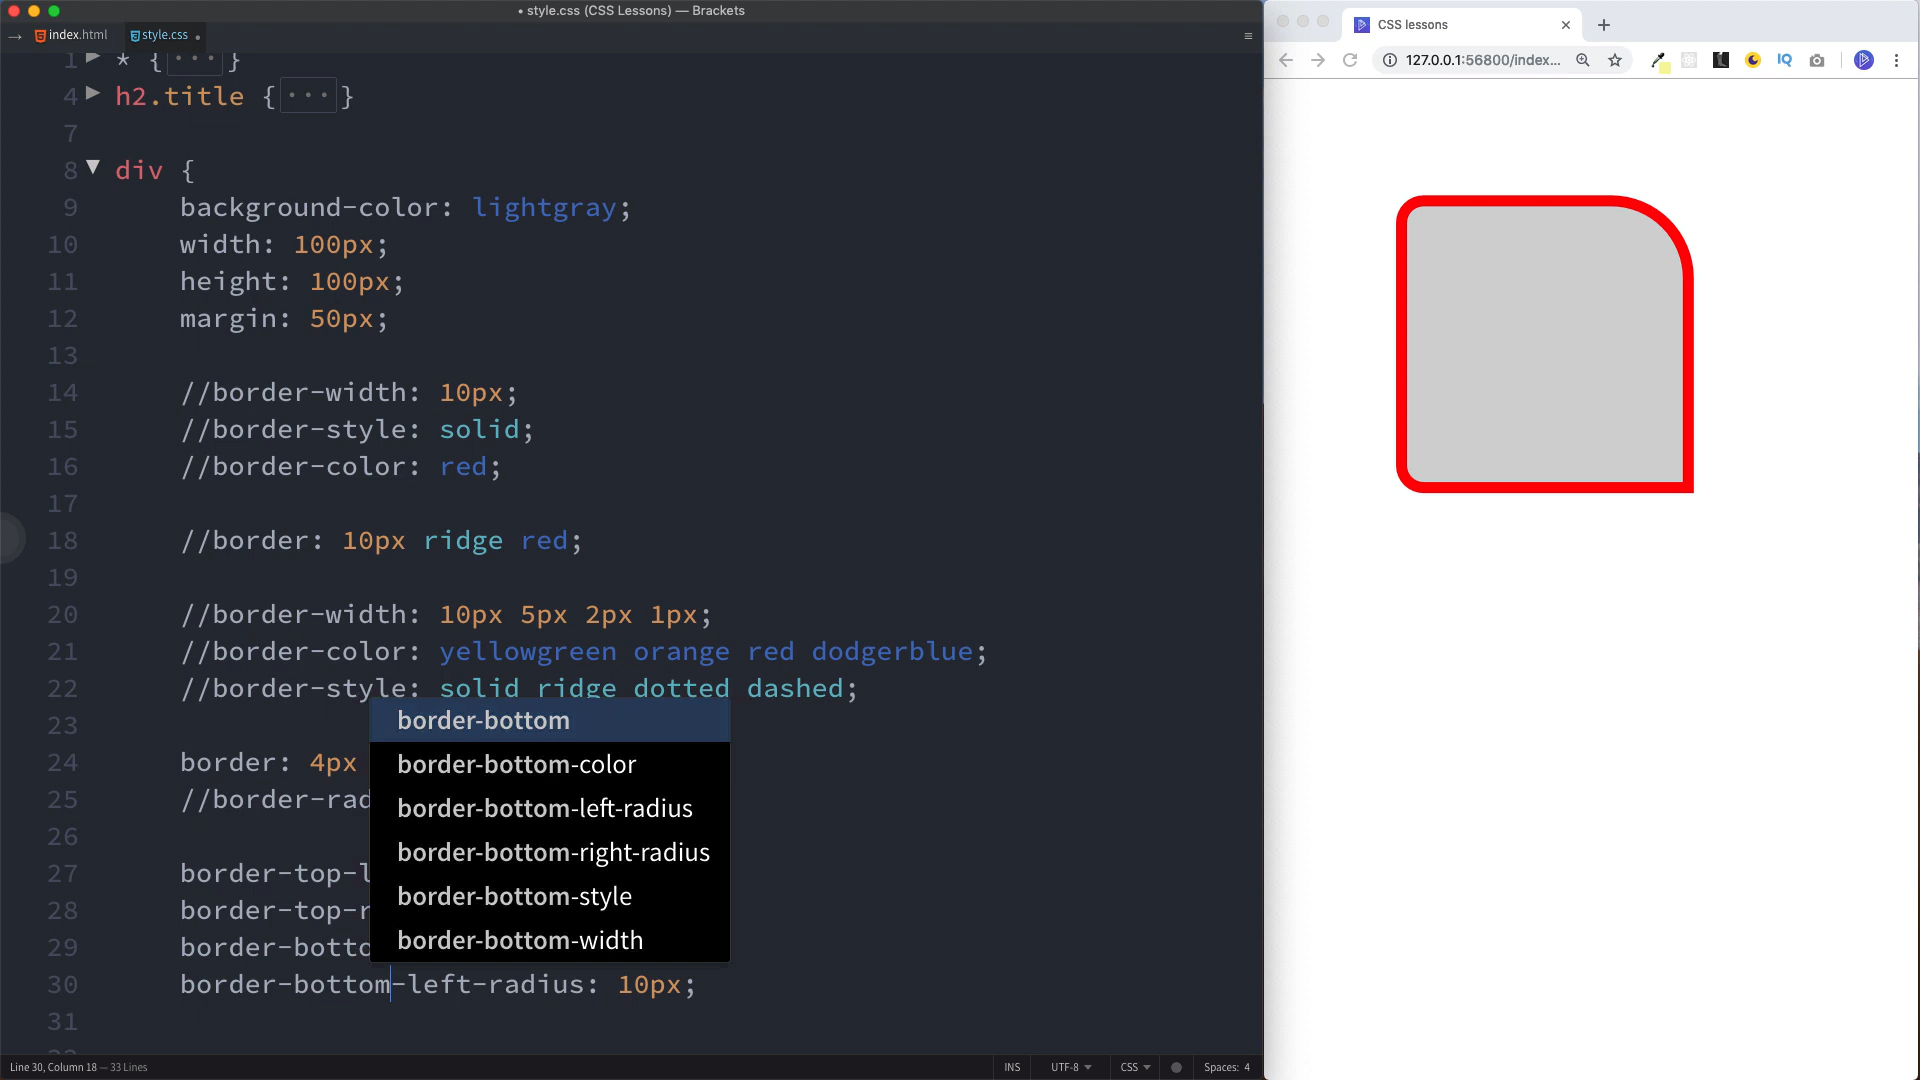 • style.css (CSS Lessons) — Brackets
index.html
style.css •
1 * {···}
4 h2.title {···}
7
8 div {
9 background-color: lightgray;
10 width: 100px;
11 height: 100px;
12 margin: 50px;
13
14 //border-width: 10px;
15 //border-style: solid;
16 //border-color: red;
17
18 //border: 10px ridge red;
19
20 //border-width: 10px 5px 2px 1px;
21 //border-color: yellowgreen orange red dodgerblue;
22 //border-style: solid ridge dotted dashed;
23
24 border: 4px
25 //border-rad
26
27 border-top-l
28 border-top-r
29 border-botto
30 border-bottom-left-radius: 10px;
31
border-bottom
border-bottom-color
border-bottom-left-radius
border-bottom-right-radius
border-bottom-style
border-bottom-width
Line 30, Column 18 — 33 Lines
INS
UTF-8
CSS
Spaces: 4
CSS lessons
127.0.0.1:56800/index...
IQ